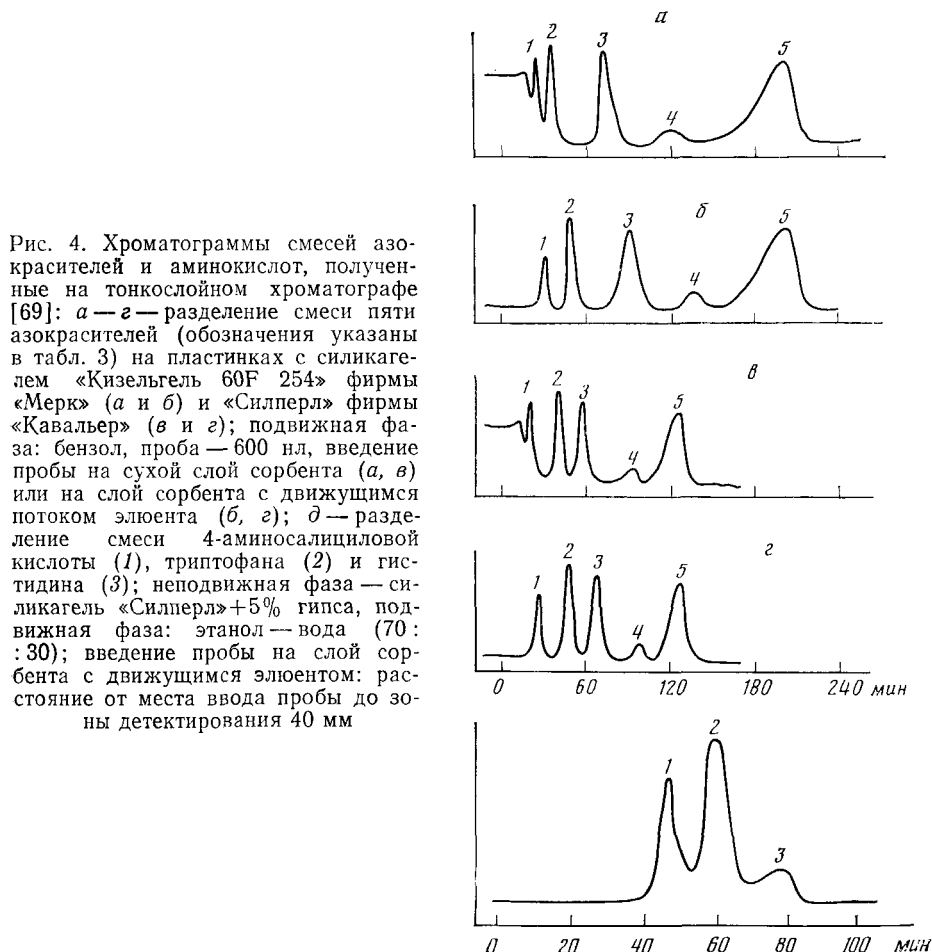 Рис. 4. Хроматограммы смесей азо-
красителей и аминокислот, получен-
ные на тонкослойном хроматографе
[69]: а — г — разделение смеси пяти
азокрасителей (обозначения указаны
в табл. 3) на пластинках с силикаге-
лем «Кизельгель 60F 254» фирмы
«Мерк» (а и б) и «Силперл» фирмы
«Кавальер» (в и г); подвижная фа-
за: бензол, проба — 600 нл, введение
пробы на сухой слой сорбента (а, в)
или на слой сорбента с движущимся
потоком элюента (б, г); д — разде-
ление смеси 4-аминосалициловой
кислоты (1), триптофана (2) и гис-
тидина (3); неподвижная фаза — си-
ликагель «Силперл»+5% гипса, под-
вижная фаза: этанол — вода (70 :
: 30); введение пробы на слой сор-
бента с движущимся элюентом: рас-
стояние от места ввода пробы до зо-
ны детектирования 40 мм
а
1 2 3 4 5
б
1 2 3 4 5
в
1 2 3 4 5
г
1 2 3 4 5
0 60 120 180 240 мин
1 2 3
0 20 40 60 80 100 мин